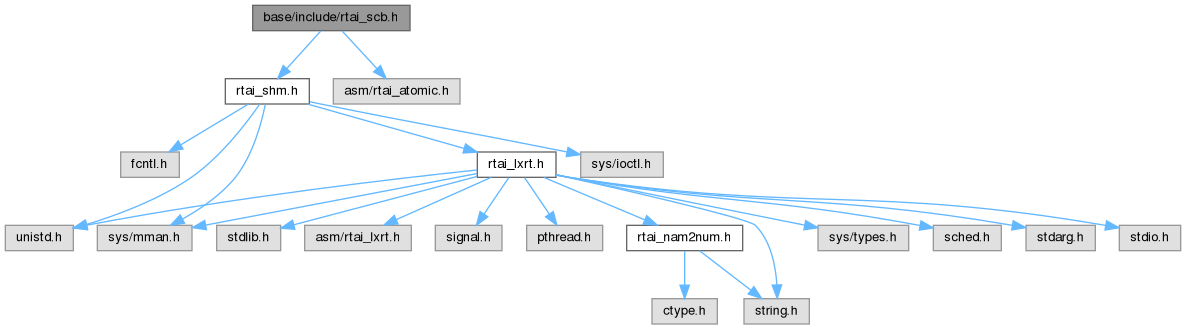 base/include/rtai_scb.h
rtai_shm.h
asm/rtai_atomic.h
fcntl.h
rtai_lxrt.h
sys/ioctl.h
unistd.h
sys/mman.h
stdlib.h
asm/rtai_lxrt.h
signal.h
pthread.h
rtai_nam2num.h
sys/types.h
sched.h
stdarg.h
stdio.h
ctype.h
string.h